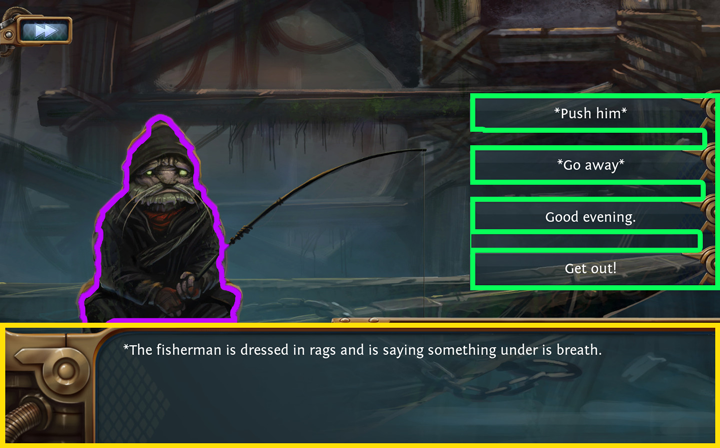 *Push him*
*Go away*
Good evening.
Get out!
*The fisherman is dressed in rags and is saying something under is breath.